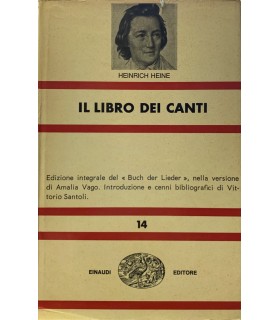 HEINRICH HEINE
IL LIBRO DEI CANTI
Edizione integrale del « Buch der Lieder », nella versione
di Amalia Vago. Introduzione e cenni bibliografici di Vit-
torio Santoli.
14
EINAUDI EDITORE